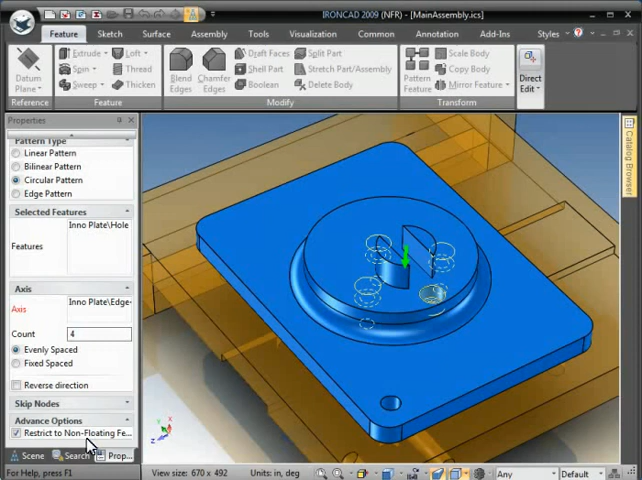 IRONCAD 2009 (NFR) - [MainAssembly.ics]
Feature Sketch Surface Assembly Tools Visualization Common Add-Ins Styles
Datum Plane
Extrude Loft
Spin Thread
Sweep Thicken
Blend Edges
Chamfer Edges
Draft Faces Split Part
Shell Part Stretch Part/Assembly
Boolean Delete Body
Pattern Feature
Scale Body
Copy Body
Mirror Feature
Direct Edit
Reference Feature Modify Transform
Properties
Pattern Type
Linear Pattern
Bilinear Pattern
Circular Pattern
Edge Pattern
Selected Features
Features Inno Plate\Hole
Axis
Axis Inno Plate\Edge
Count 4
Evenly Spaced
Fixed Spaced
Reverse direction
Skip Nodes
Advance Options
Restrict to Non-Floating Fe...
Scene Search Prop...
Catalog Browser
For Help, press F1 View size: 670 x 492 Units: in, deg Any Default